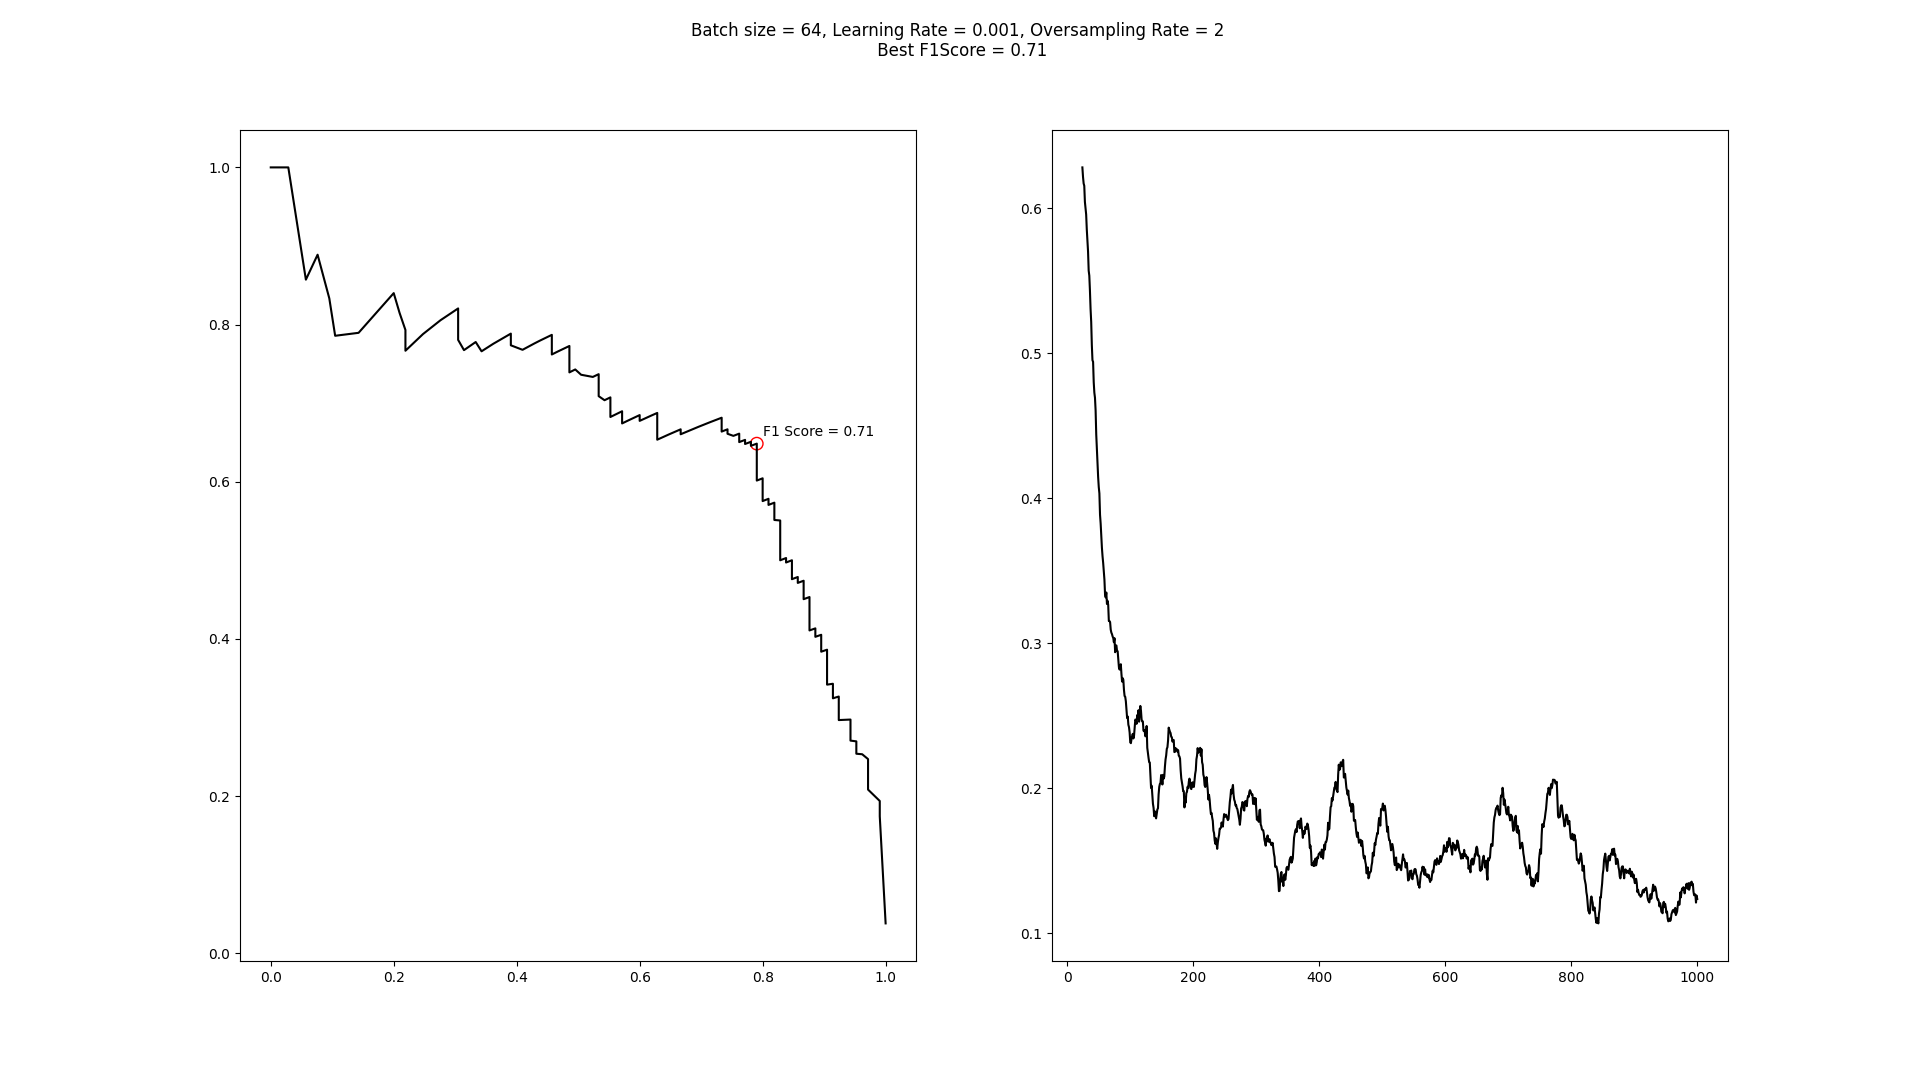 Batch size = 64, Learning Rate = 0.001, Oversampling Rate = 2
Best F1Score = 0.71
1.0
0.8
0.6
0.4
0.2
0.0
F1 Score = 0.71
0.0 0.2 0.4 0.6 0.8 1.0
0.6
0.5
0.4
0.3
0.2
0.1
0 200 400 600 800 1000